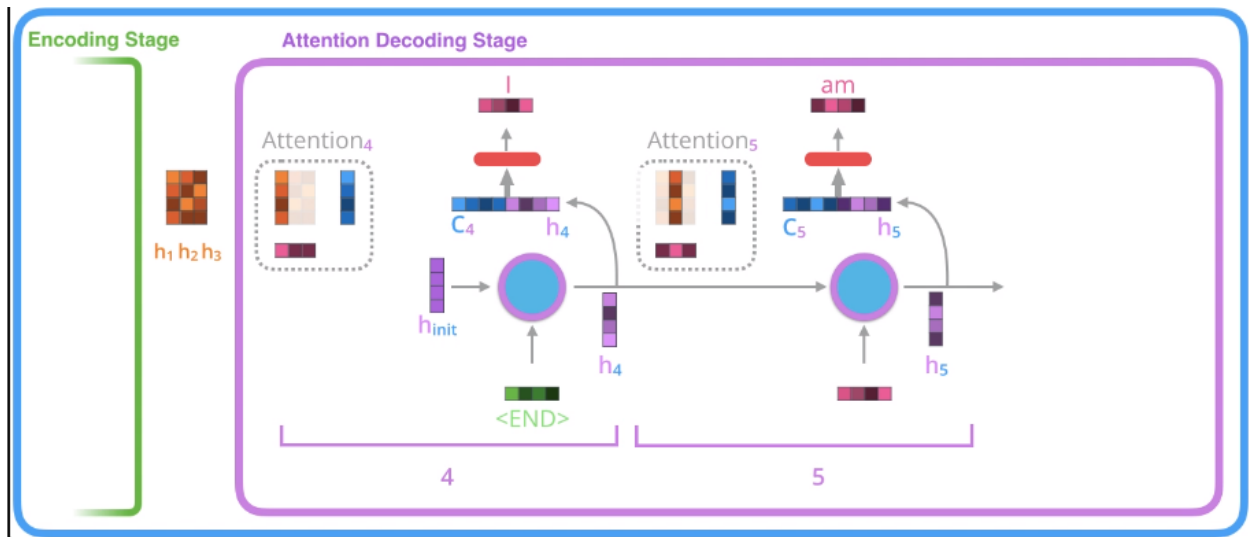 Encoding Stage
Attention Decoding Stage
I
am
Attention4
Attention5
h1 h2 h3
C4
h4
C5
h5
hinit
h4
h5
<END>
4
5